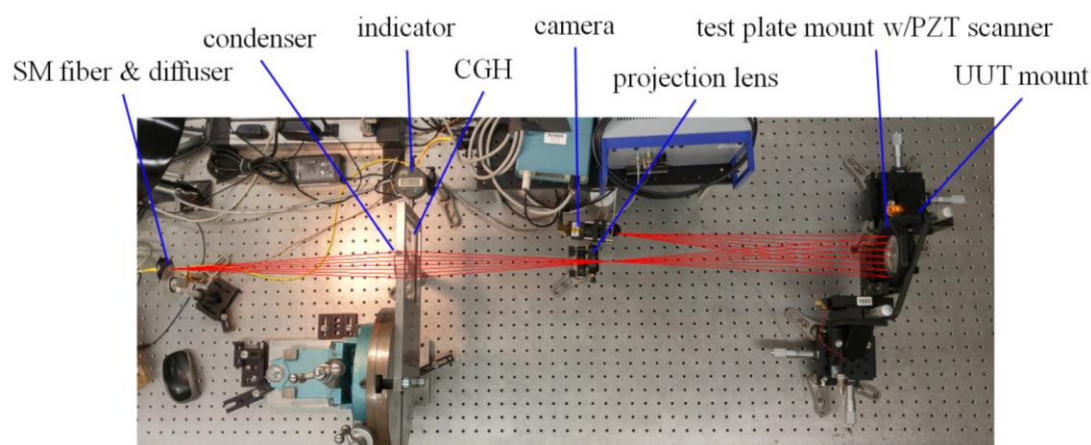 condenser
indicator
camera
test plate mount w/PZT scanner
SM fiber & diffuser
CGH
projection lens
UUT mount